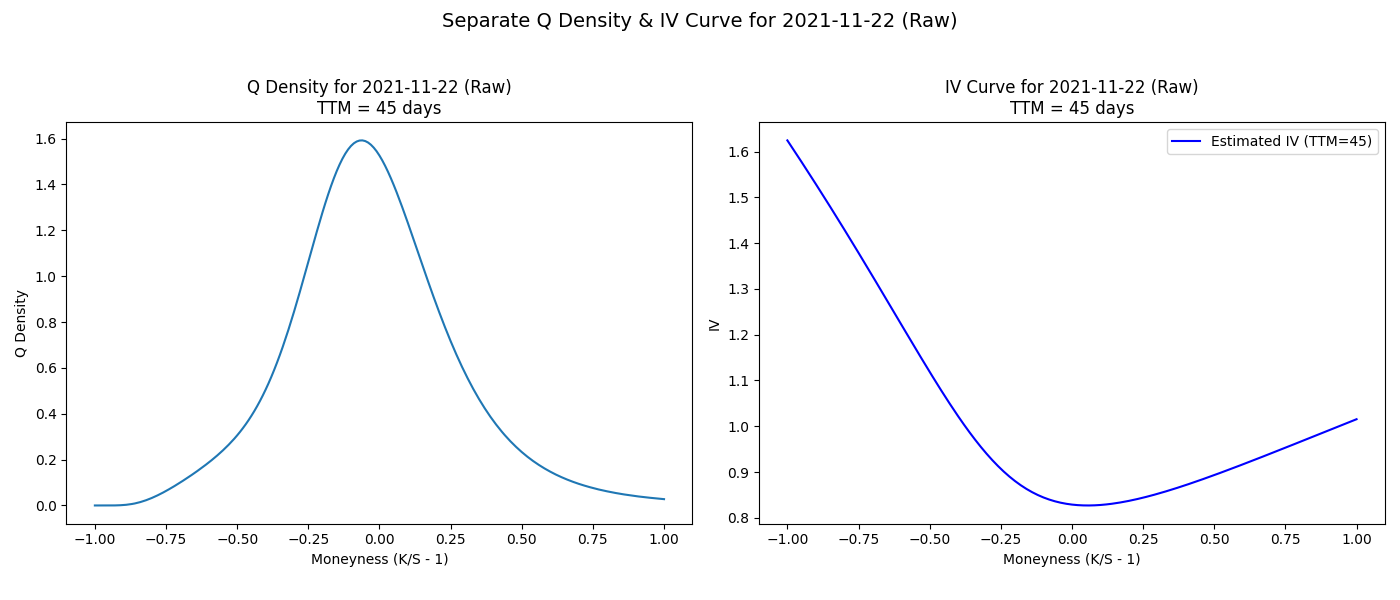 Separate Q Density & IV Curve for 2021-11-22 (Raw)
Q Density for 2021-11-22 (Raw)
TTM = 45 days
Q Density
1.6
1.4
1.2
1.0
0.8
0.6
0.4
0.2
0.0
−1.00 −0.75 −0.50 −0.25 0.00 0.25 0.50 0.75 1.00
Moneyness (K/S - 1)
IV Curve for 2021-11-22 (Raw)
TTM = 45 days
Estimated IV (TTM=45)
IV
1.6
1.5
1.4
1.3
1.2
1.1
1.0
0.9
0.8
−1.00 −0.75 −0.50 −0.25 0.00 0.25 0.50 0.75 1.00
Moneyness (K/S - 1)